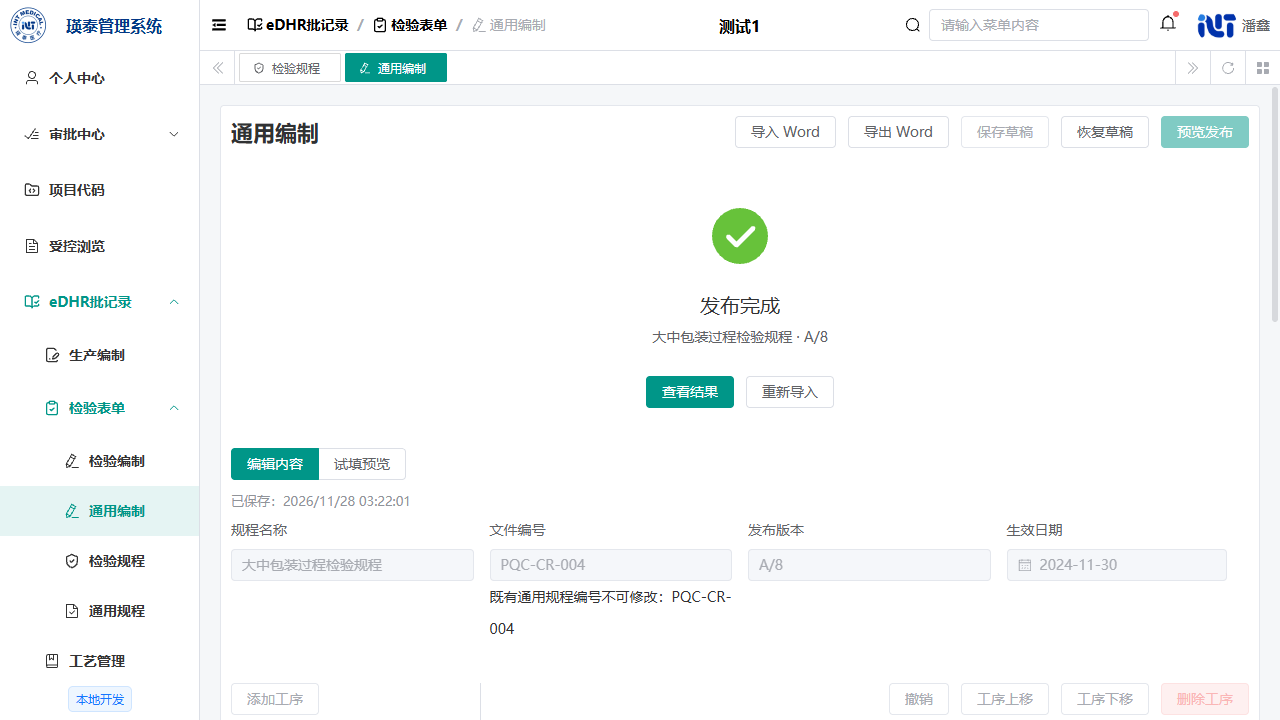 瑛泰管理系统
eDHR批记录 / 检验表单 / 通用编制
测试1
请输入菜单内容
潘鑫
检验规程
通用编制
个人中心
审批中心
项目代码
受控浏览
eDHR批记录
生产编制
检验表单
检验编制
通用编制
检验规程
通用规程
工艺管理
本地开发
通用编制
导入 Word
导出 Word
保存草稿
恢复草稿
预览发布
发布完成
大中包装过程检验规程 · A/8
查看结果
重新导入
编辑内容
试填预览
已保存：2026/11/28 03:22:01
规程名称
文件编号
发布版本
生效日期
大中包装过程检验规程
PQC-CR-004
A/8
2024-11-30
既有通用规程编号不可修改：PQC-CR-
004
添加工序
撤销
工序上移
工序下移
删除工序